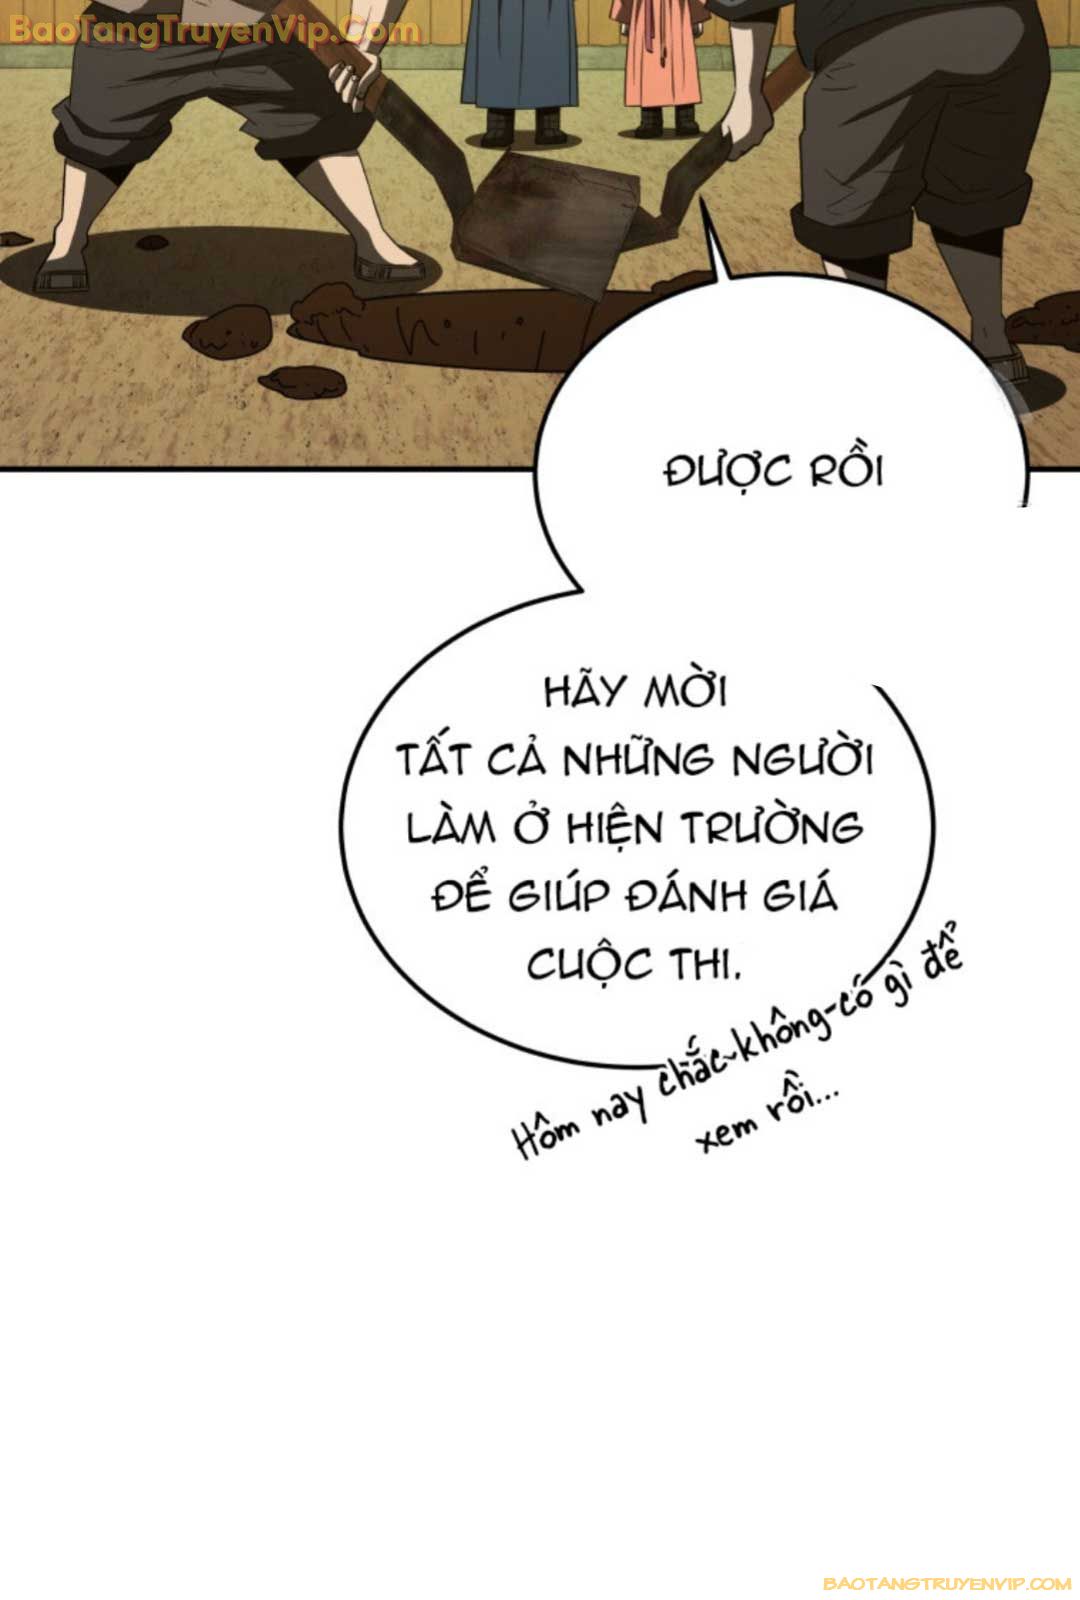 BaoTangTruyenVip.Com
ĐƯỢC RỒI
HÃY MỜI
TẤT CẢ NHỮNG NGƯỜI
LÀM Ở HIỆN TRƯỜNG
ĐỂ GIÚP ĐÁNH GIÁ
CUỘC THI.
Hôm nay chắc~không-có gì để
xem rồi...
BAOTANGTRUYENVIP.COM